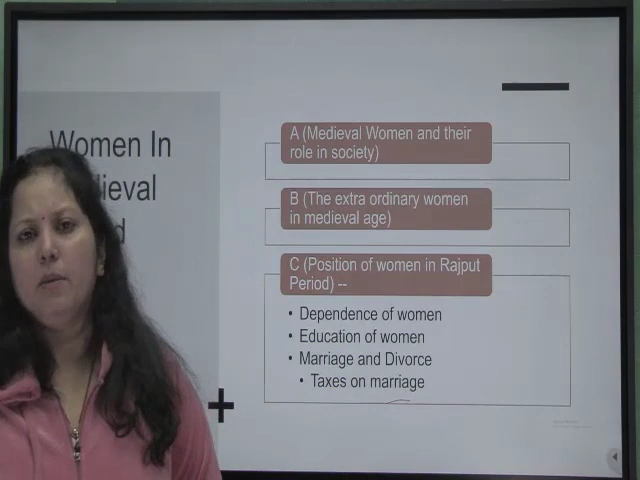 Women In
dieval
d
A (Medieval Women and their
role in society)
B (The extra ordinary women
in medieval age)
C (Position of women in Rajput
Period) --
• Dependence of women
• Education of women
• Marriage and Divorce
• Taxes on marriage